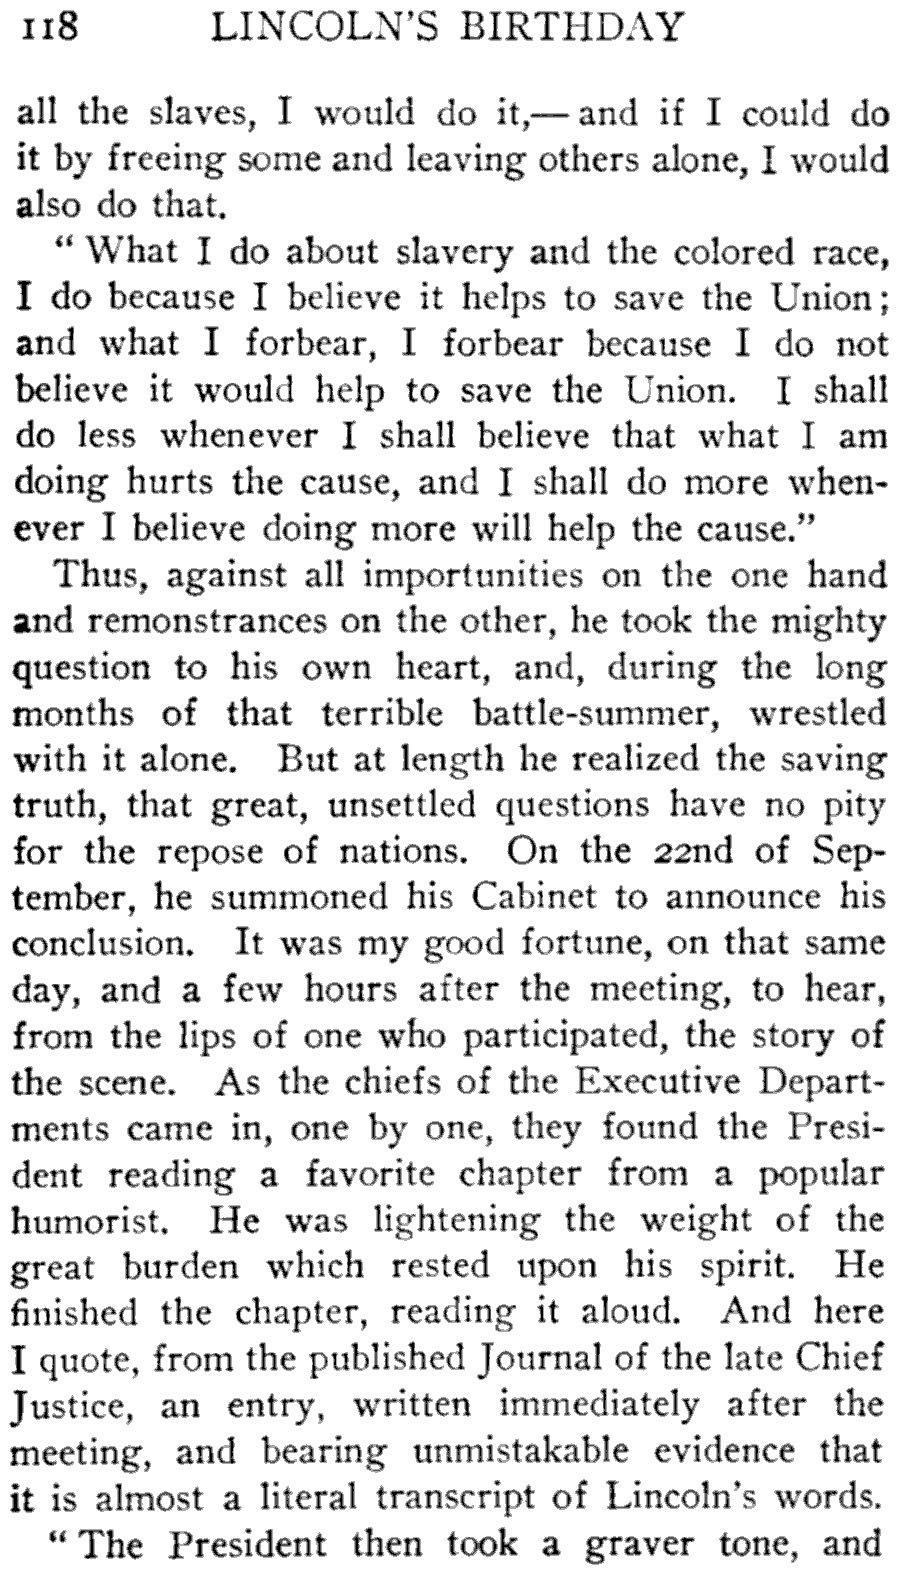 118 LINCOLN'S BIRTHDAY
all the slaves, I would do it,— and if I could do
it by freeing some and leaving others alone, I would
also do that.
“ What I do about slavery and the colored race,
I do because I believe it helps to save the Union;
and what I forbear, I forbear because I do not
believe it would help to save the Union. I shall
do less whenever I shall believe that what I am
doing hurts the cause, and I shall do more when-
ever I believe doing more will help the cause.”
Thus, against all importunities on the one hand
and remonstrances on the other, he took the mighty
question to his own heart, and, during the long
months of that terrible battle-summer, wrestled
with it alone. But at length he realized the saving
truth, that great, unsettled questions have no pity
for the repose of nations. On the 22nd of Sep-
tember, he summoned his Cabinet to announce his
conclusion. It was my good fortune, on that same
day, and a few hours after the meeting, to hear,
from the lips of one who participated, the story of
the scene. As the chiefs of the Executive Depart-
ments came in, one by one, they found the Presi-
dent reading a favorite chapter from a popular
humorist. He was lightening the weight of the
great burden which rested upon his spirit. He
finished the chapter, reading it aloud. And here
I quote, from the published Journal of the late Chief
Justice, an entry, written immediately after the
meeting, and bearing unmistakable evidence that
it is almost a literal transcript of Lincoln's words.
“ The President then took a graver tone, and